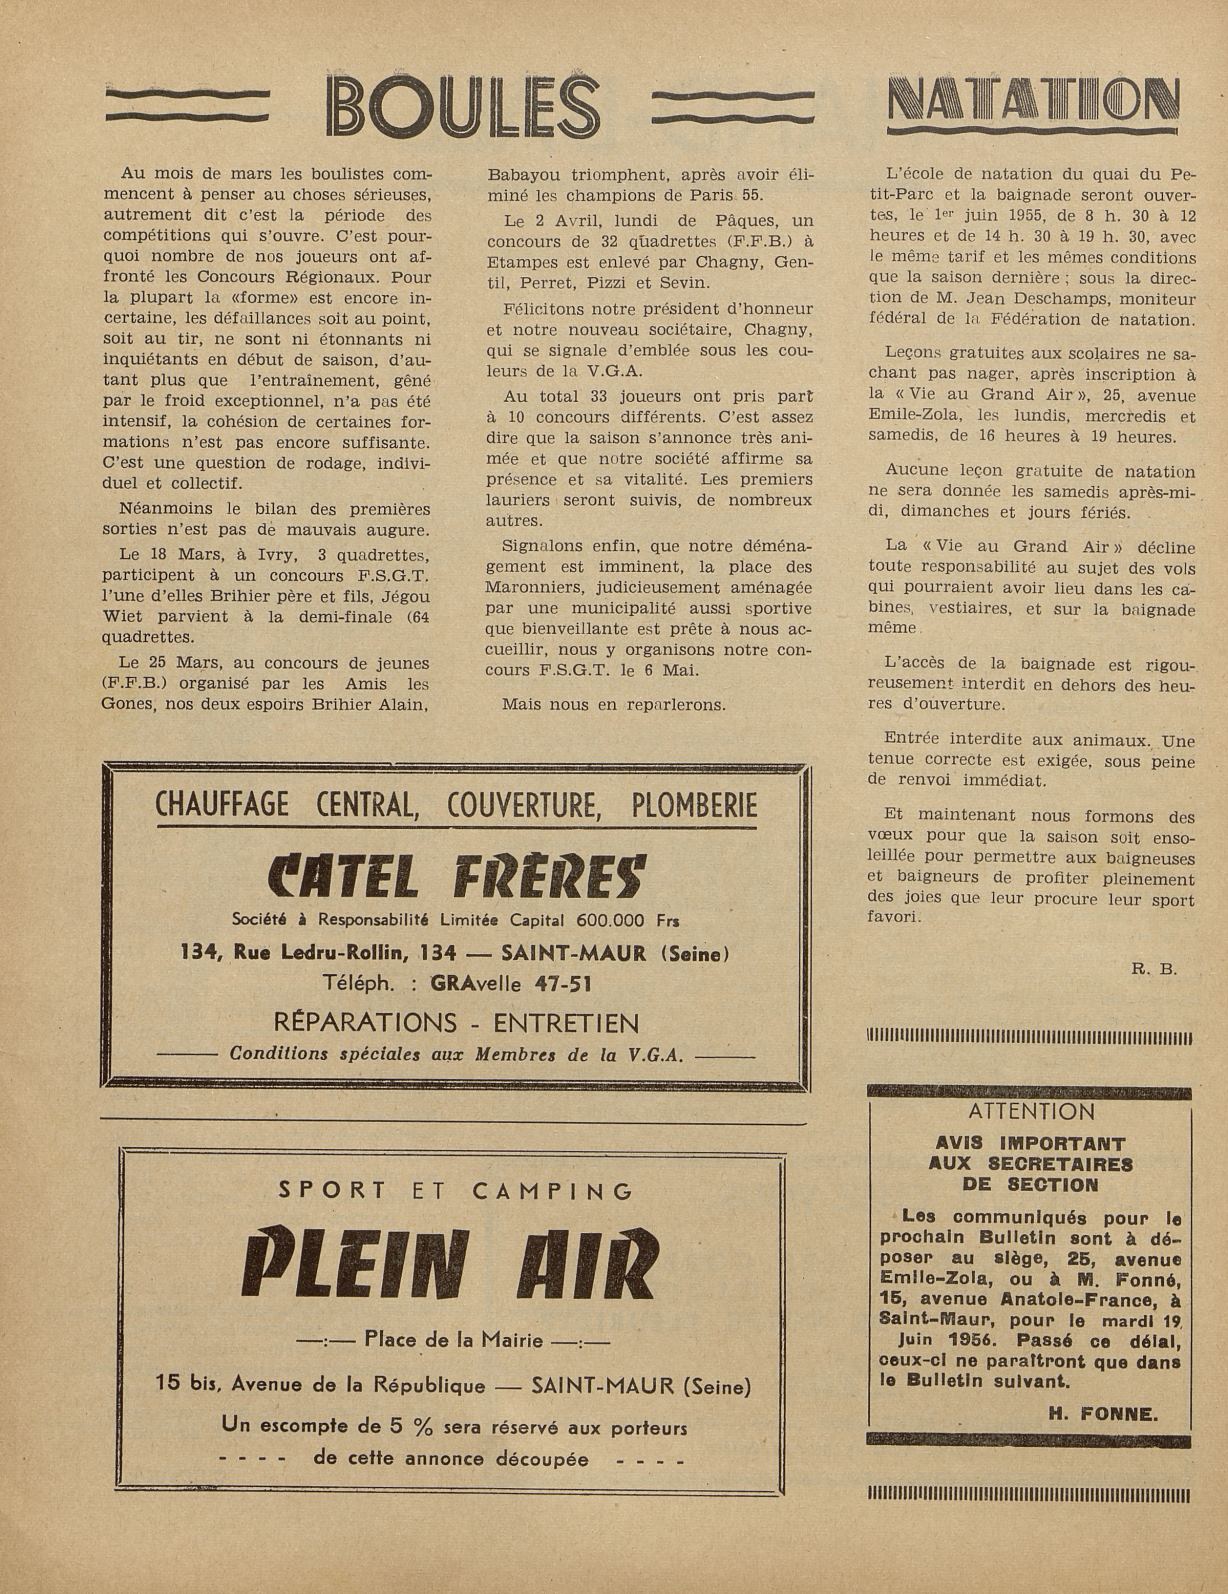 BOULES
Au mois de mars les boulistes com-
mencent à penser au choses sérieuses,
autrement dit c'est la période des
compétitions qui s'ouvre. C'est pour-
quoi nombre de nos joueurs ont af-
fronté les Concours Régionaux. Pour
la plupart la «forme» est encore in-
certaine, les défaillances soit au point,
soit au tir, ne sont ni étonnants ni
inquiétants en début de saison, d'au-
tant plus que l'entraînement, gêné
par le froid exceptionnel, n'a pas été
intensif, la cohésion de certaines for-
mations n'est pas encore suffisante.
C'est une question de rodage, indivi-
duel et collectif.
Néanmoins le bilan des premières
sorties n'est pas de mauvais augure.
Le 18 Mars, à Ivry, 3 quadrettes,
participent à un concours F.S.G.T.
l'une d'elles Brihier père et fils, Jégou
Wiet parvient à la demi-finale (64
quadrettes.
Le 25 Mars, au concours de jeunes
(F.F.B.) organisé par les Amis les
Gones, nos deux espoirs Brihier Alain,
Babayou triomphent, après avoir éli-
miné les champions de Paris 55.
Le 2 Avril, lundi de Pâques, un
concours de 32 quadrettes (F.F.B.) à
Etampes est enlevé par Chagny, Gen-
til, Perret, Pizzi et Sevin.
Félicitons notre président d'honneur
et notre nouveau sociétaire, Chagny,
qui se signale d'emblée sous les cou-
leurs de la V.G.A.
Au total 33 joueurs ont pris part
à 10 concours différents. C'est assez
dire que la saison s'annonce très ani-
mée et que notre société affirme sa
présence et sa vitalité. Les premiers
lauriers seront suivis, de nombreux
autres.
Signalons enfin, que notre déména-
gement est imminent, la place des
Maronniers, judicieusement aménagée
par une municipalité aussi sportive
que bienveillante est prête à nous ac-
cueillir, nous y organisons notre con-
cours F.S.G.T. le 6 Mai.
Mais nous en reparlerons.
NATATION
L'école de natation du quai du Pe-
tit-Parc et la baignade seront ouver-
tes, le 1er juin 1955, de 8 h. 30 à 12
heures et de 14 h. 30 à 19 h. 30, avec
le même tarif et les mêmes conditions
que la saison dernière ; sous la direc-
tion de M. Jean Deschamps, moniteur
fédéral de la Fédération de natation.
Leçons gratuites aux scolaires ne sa-
chant pas nager, après inscription à
la « Vie au Grand Air », 25, avenue
Emile-Zola, les lundis, mercredis et
samedis, de 16 heures à 19 heures.
Aucune leçon gratuite de natation
ne sera donnée les samedis après-mi-
di, dimanches et jours fériés.
La « Vie au Grand Air » décline
toute responsabilité au sujet des vols
qui pourraient avoir lieu dans les ca-
bines, vestiaires, et sur la baignade
même.
L'accès de la baignade est rigou-
reusement interdit en dehors des heu-
res d'ouverture.
Entrée interdite aux animaux. Une
tenue correcte est exigée, sous peine
de renvoi immédiat.
Et maintenant nous formons des
vœux pour que la saison soit enso-
leillée pour permettre aux baigneuses
et baigneurs de profiter pleinement
des joies que leur procure leur sport
favori.
R. B.
CHAUFFAGE CENTRAL, COUVERTURE, PLOMBERIE
CATEL FRÈRES
Société à Responsabilité Limitée Capital 600.000 Frs
134, Rue Ledru-Rollin, 134 — SAINT-MAUR (Seine)
Téléph. : GRAvelle 47-51
RÉPARATIONS - ENTRETIEN
Conditions spéciales aux Membres de la V.G.A.
SPORT ET CAMPING
PLEIN AIR
—:— Place de la Mairie —:—
15 bis, Avenue de la République — SAINT-MAUR (Seine)
Un escompte de 5 % sera réservé aux porteurs
- - - - de cette annonce découpée - - - -
ATTENTION
AVIS IMPORTANT
AUX SECRETAIRES
DE SECTION
Les communiqués pour le
prochain Bulletin sont à dé-
poser au siège, 25, avenue
Emile-Zola, ou à M. Fonné,
15, avenue Anatole-France, à
Saint-Maur, pour le mardi 19
juin 1956. Passé ce délai,
ceux-ci ne paraîtront que dans
le Bulletin suivant.
H. FONNE.